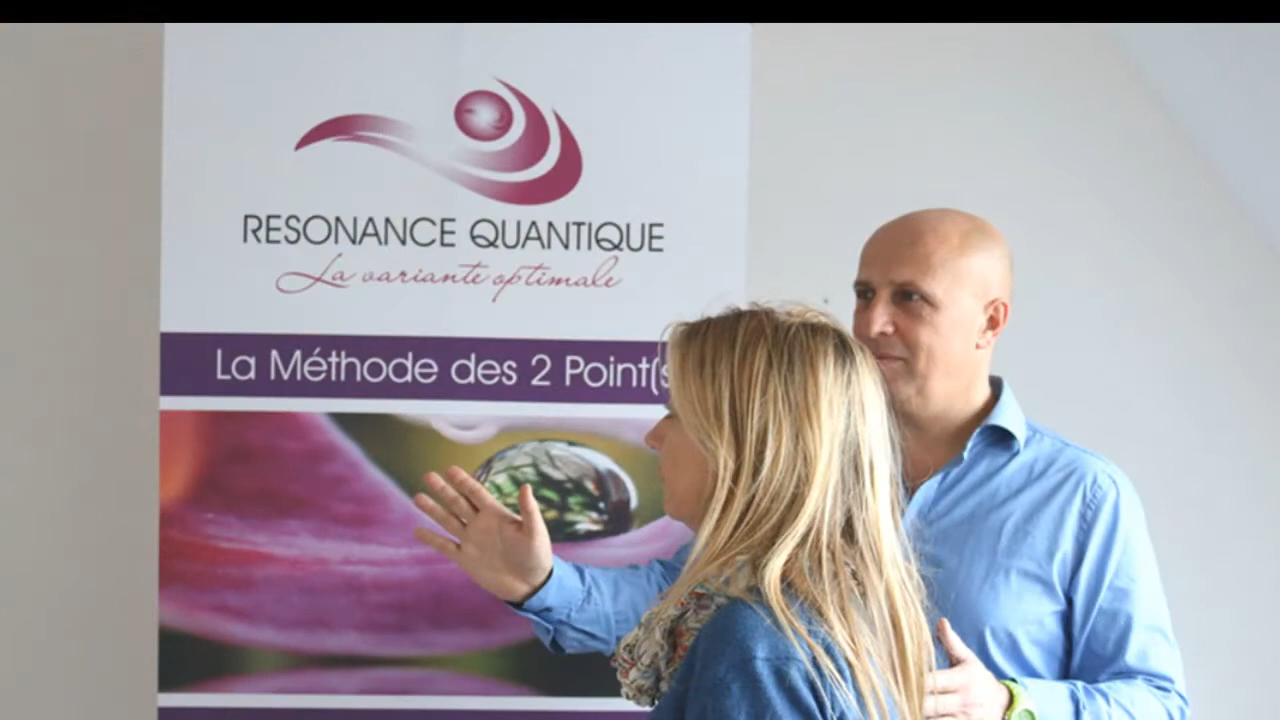 RESONANCE QUANTIQUE
La variante optimale
La Méthode des 2 Point(s